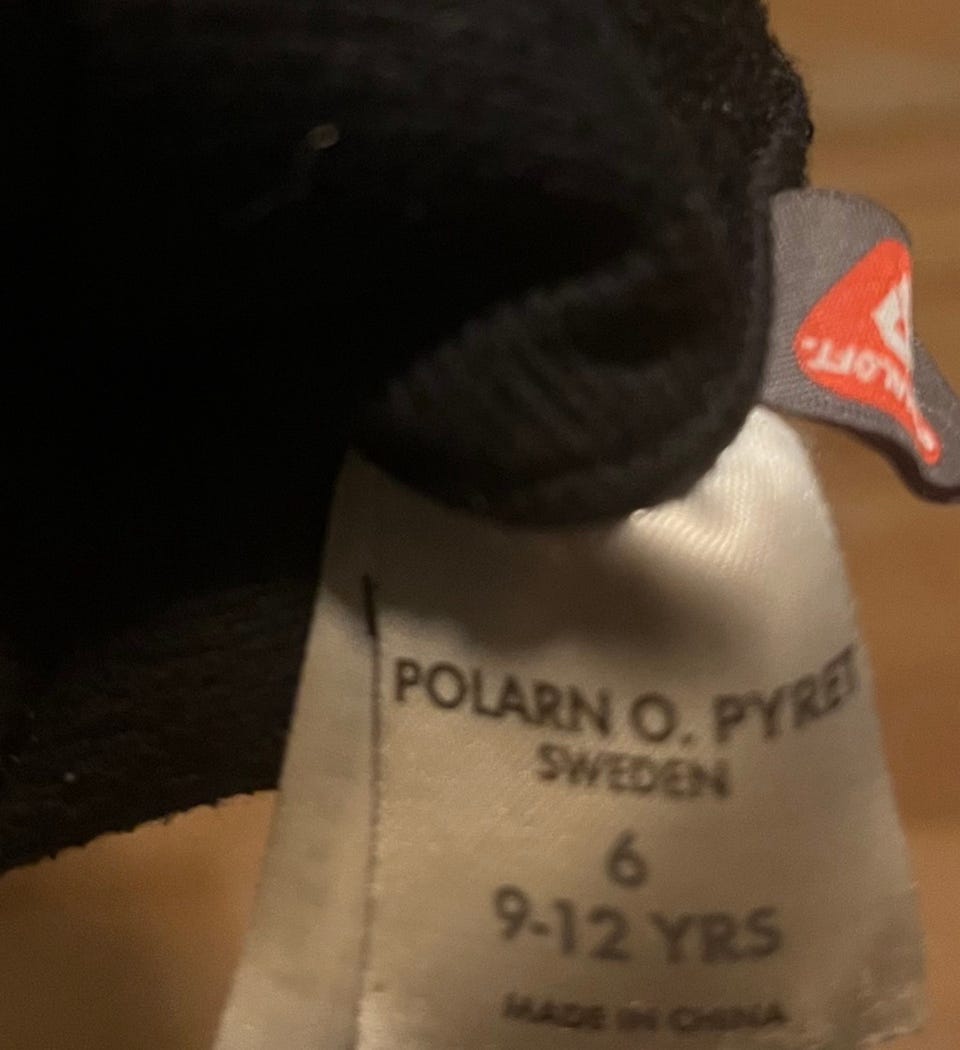 POLARN O. PYRET
SWEDEN
6
9-12 YRS
MADE IN CHINA